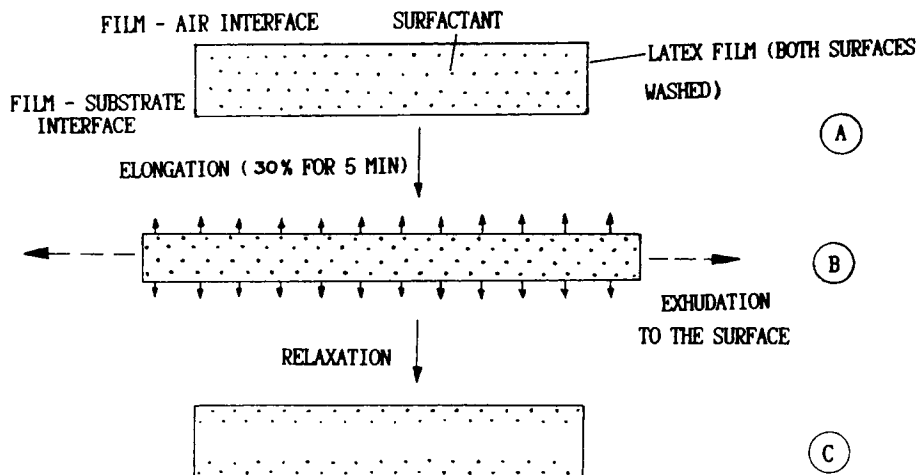 FILM - AIR INTERFACE
SURFACTANT
LATEX FILM (BOTH SURFACES
WASHED)
FILM - SUBSTRATE
INTERFACE
A
ELONGATION (30% FOR 5 MIN)
B
EXHUDATION
TO THE SURFACE
RELAXATION
C